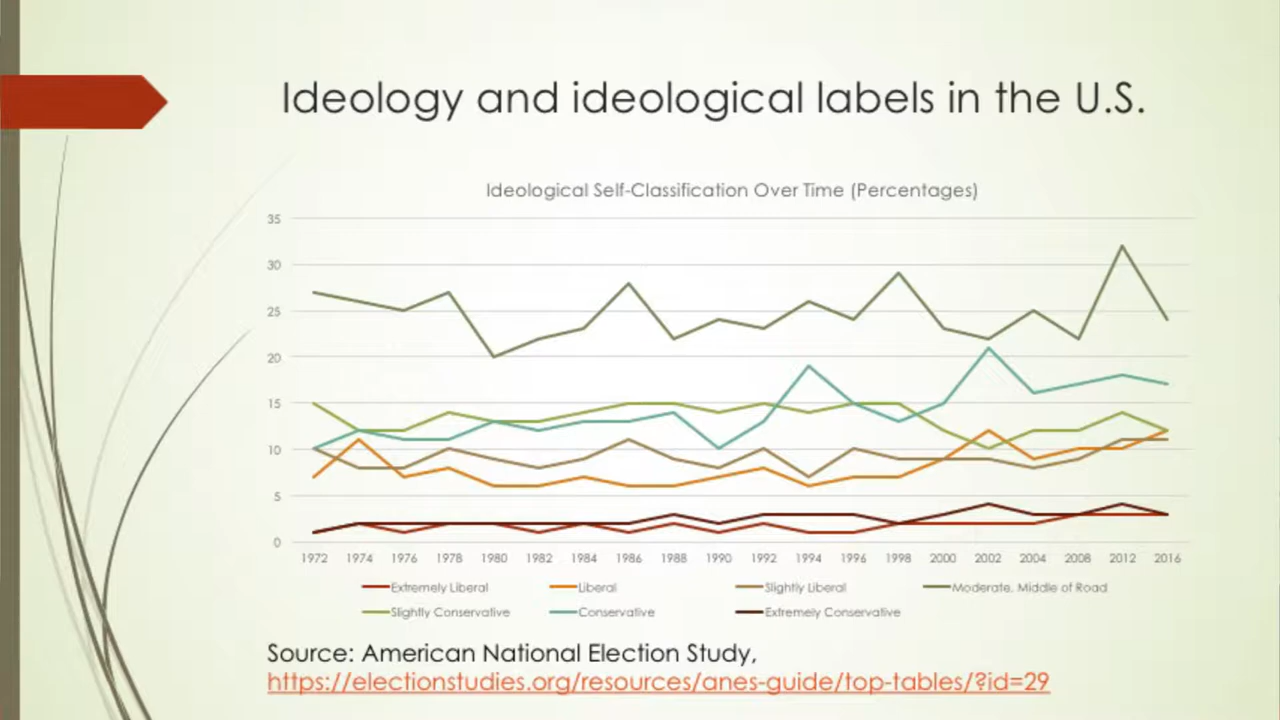 Ideology and ideological labels in the U.S.
Ideological Self-Classification Over Time (Percentages)
35
30
25
20
15
10
5
0
1972 1974 1976 1978 1980 1982 1984 1986 1988 1990 1992 1994 1996 1998 2000 2002 2004 2008 2012 2016
Extremely Liberal Liberal Slightly Liberal Moderate, Middle of Road
Slightly Conservative Conservative Extremely Conservative
Source: American National Election Study,
https://electionstudies.org/resources/anes-guide/top-tables/?id=29